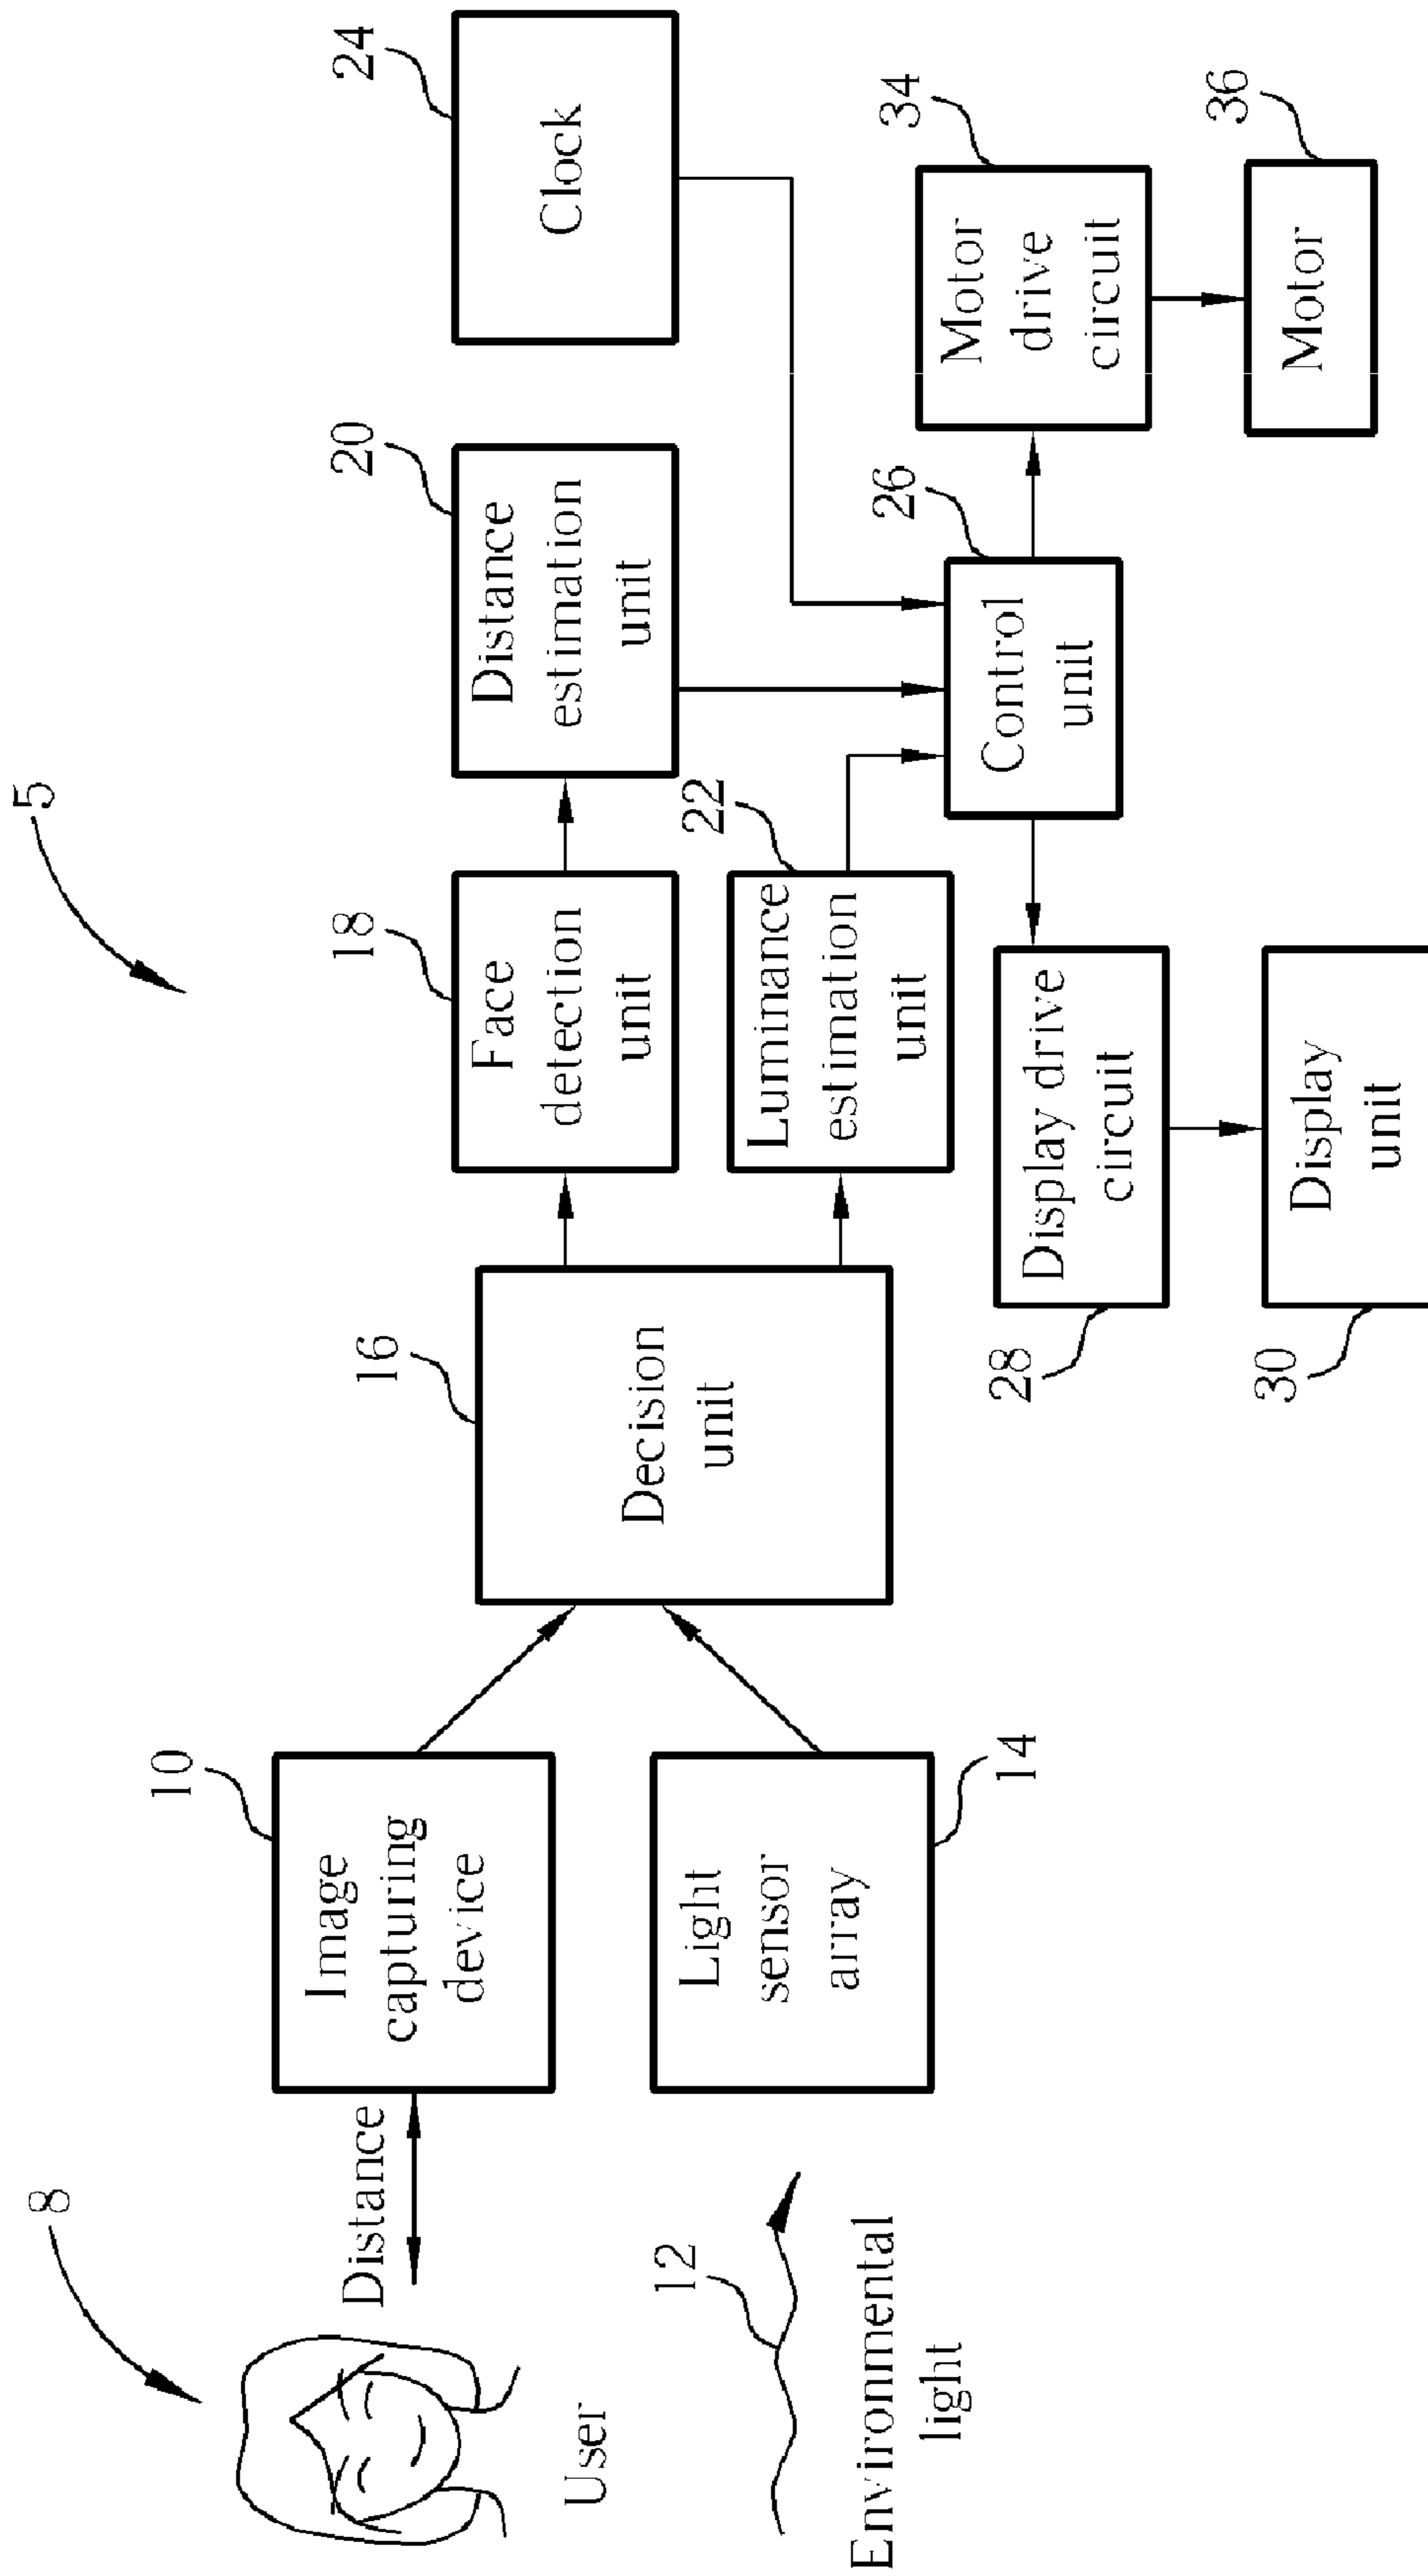 5
8
User
Distance
12
Environmental
light
10
Image
capturing
device
Light
sensor
array
14
16
Decision
unit
18
Face
detection
unit
20
Distance
estimation
unit
24
Clock
22
Luminance
estimation
unit
26
Control
unit
34
Motor
drive
circuit
36
Motor
Display drive
circuit
28
Display
unit
30